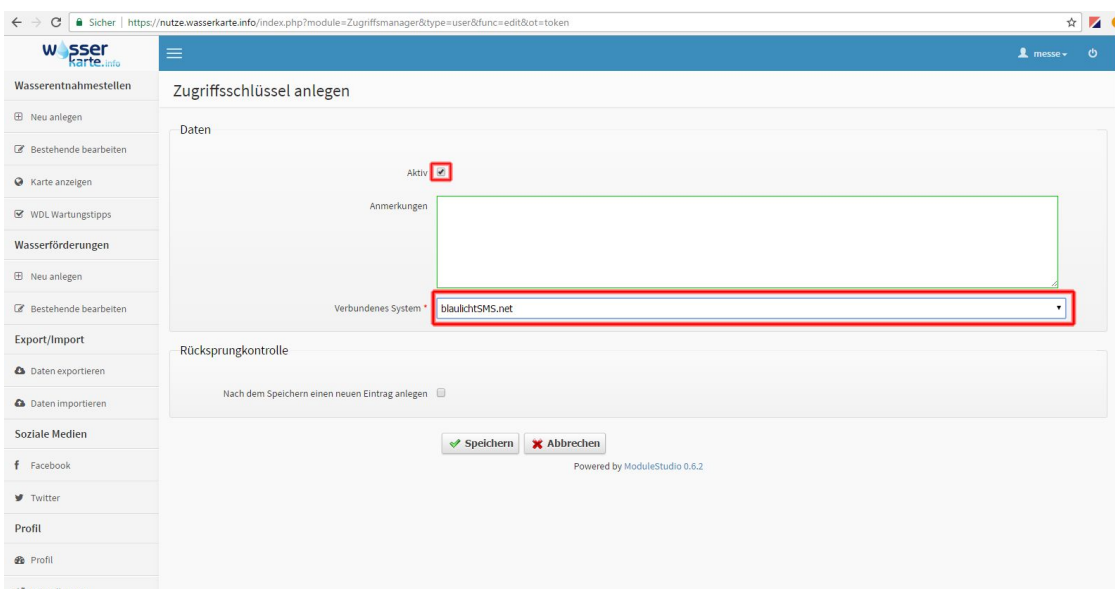 Sicher | https://nutze.wasserkarte.info/index.php?module=Zugriffsmanager&type=user&func=edit&ot=token
wasser
karte.info
messe
Wasserentnahmestellen
Neu anlegen
Bestehende bearbeiten
Karte anzeigen
WDL Wartungstipps
Wasserförderungen
Neu anlegen
Bestehende bearbeiten
Export/Import
Daten exportieren
Daten importieren
Soziale Medien
Facebook
Twitter
Profil
Profil
Zugriffsschlüssel anlegen
Daten
Aktiv
Anmerkungen
Verbundenes System *
blaulichtSMS.net
Rücksprungkontrolle
Nach dem Speichern einen neuen Eintrag anlegen
Speichern
Abbrechen
Powered by ModuleStudio 0.6.2